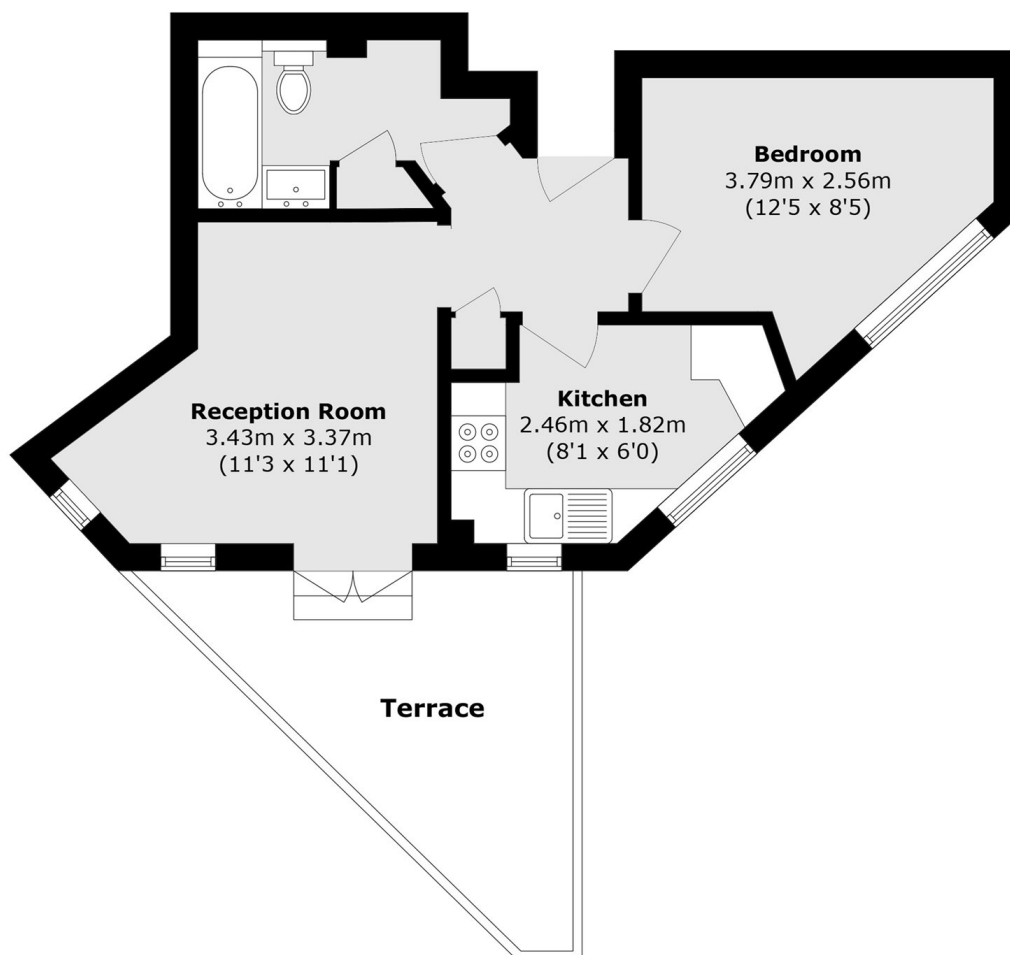 Bedroom
3.79m x 2.56m
(12'5 x 8'5)
Reception Room
3.43m x 3.37m
(11'3 x 11'1)
Kitchen
2.46m x 1.82m
(8'1 x 6'0)
Terrace